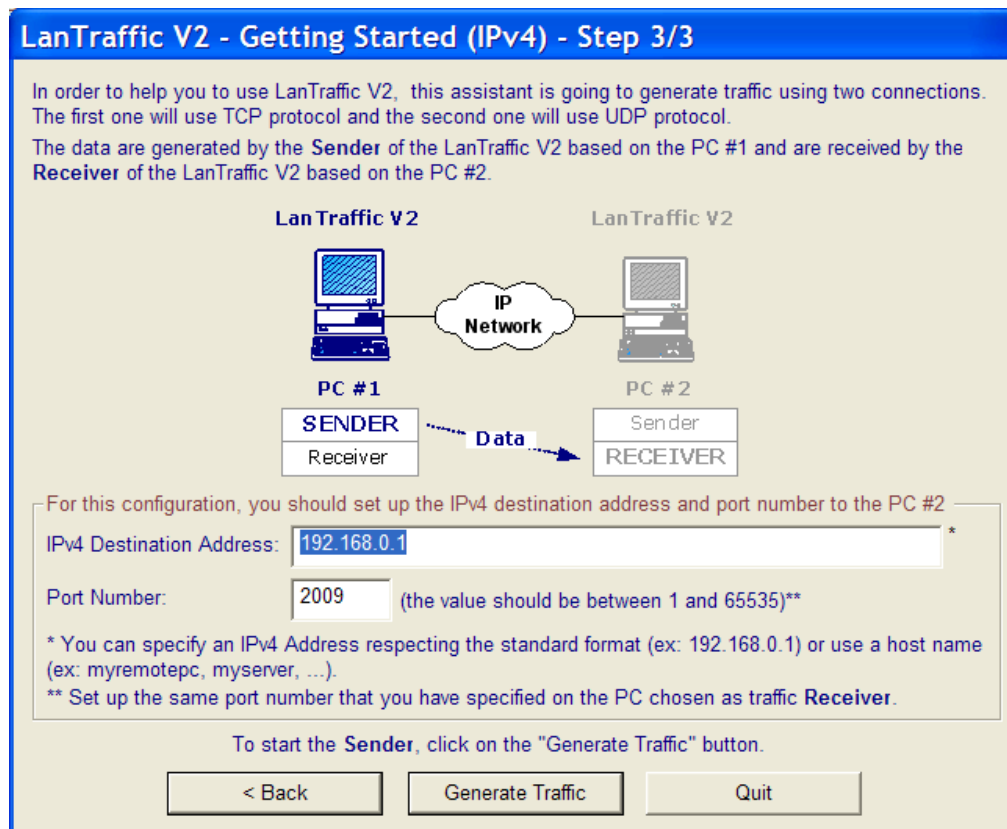 LanTraffic V2 - Getting Started (IPv4) - Step 3/3
In order to help you to use LanTraffic V2,  this assistant is going to generate traffic using two connections.
The first one will use TCP protocol and the second one will use UDP protocol.
The data are generated by the Sender of the LanTraffic V2 based on the PC #1 and are received by the
Receiver of the LanTraffic V2 based on the PC #2.
LanTraffic V2
LanTraffic V2
IP
Network
PC #1
PC #2
SENDER
Receiver
Data
Sender
RECEIVER
For this configuration, you should set up the IPv4 destination address and port number to the PC #2
IPv4 Destination Address: 192.168.0.1 *
Port Number: 2009 (the value should be between 1 and 65535)**
* You can specify an IPv4 Address respecting the standard format (ex: 192.168.0.1) or use a host name
(ex: myremotepc, myserver, ...).
** Set up the same port number that you have specified on the PC chosen as traffic Receiver.
To start the Sender, click on the "Generate Traffic" button.
< Back
Generate Traffic
Quit